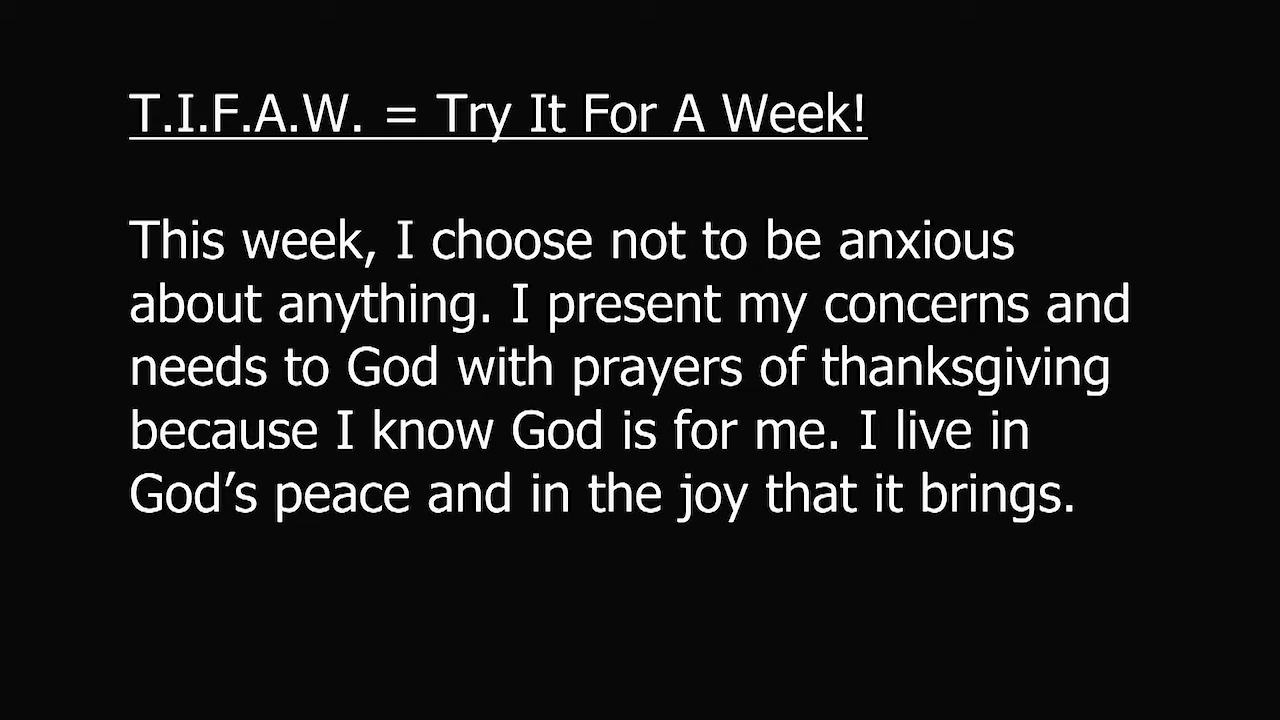 T.I.F.A.W. = Try It For A Week!
This week, I choose not to be anxious
about anything. I present my concerns and
needs to God with prayers of thanksgiving
because I know God is for me. I live in
God’s peace and in the joy that it brings.